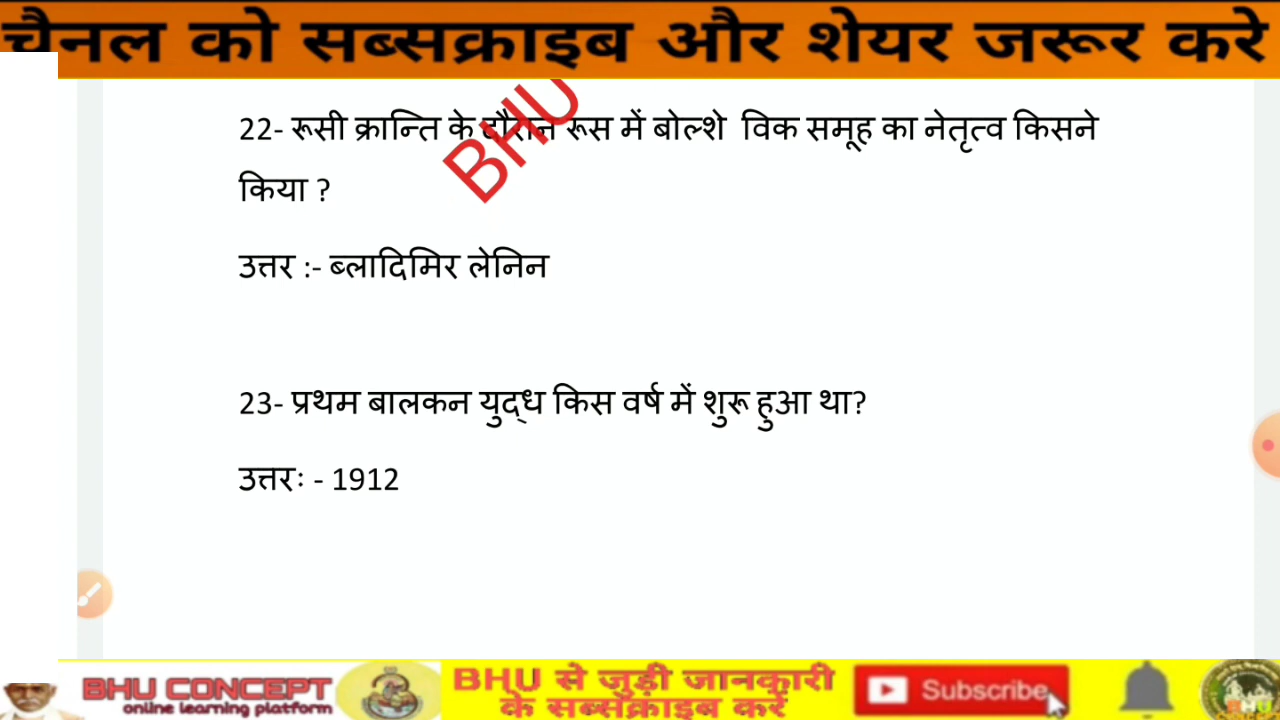 चैनल को सब्सक्राइब और शेयर जरूर करे
22- रूसी क्रान्ति के दौरान रूस में बोल्शे विक समूह का नेतृत्व किसने
किया ?
BHU
उत्तर :- ब्लादिमिर लेनिन
23- प्रथम बालकन युद्ध किस वर्ष में शुरू हुआ था?
उत्तरः - 1912
BHU CONCEPT
online learning platform
BHU से जुड़ी जानकारी
के सब्सक्राइब करें
Subscribe
BHU